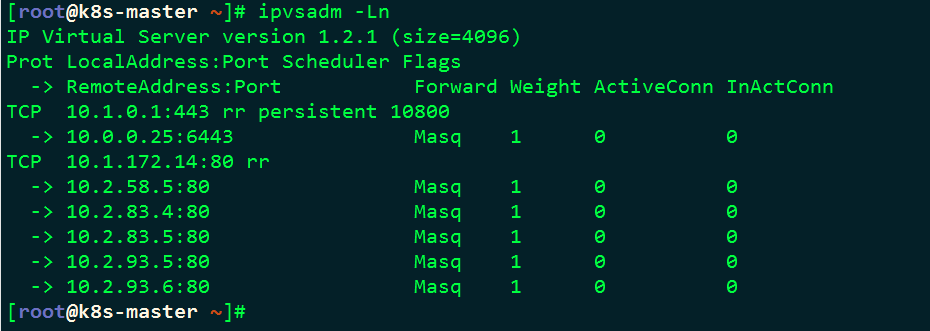 [root@k8s-master ~]# ipvsadm -Ln
IP Virtual Server version 1.2.1 (size=4096)
Prot LocalAddress:Port Scheduler Flags
  -> RemoteAddress:Port           Forward Weight ActiveConn InActConn
TCP  10.1.0.1:443 rr persistent 10800
  -> 10.0.0.25:6443               Masq    1      0          0
TCP  10.1.172.14:80 rr
  -> 10.2.58.5:80                 Masq    1      0          0
  -> 10.2.83.4:80                 Masq    1      0          0
  -> 10.2.83.5:80                 Masq    1      0          0
  -> 10.2.93.5:80                 Masq    1      0          0
  -> 10.2.93.6:80                 Masq    1      0          0
[root@k8s-master ~]#